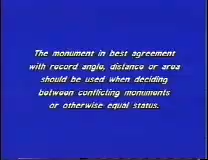 The monument in best agreement
with record angle, distance or area
should be used when deciding
between conflicting monuments
or otherwise equal status.